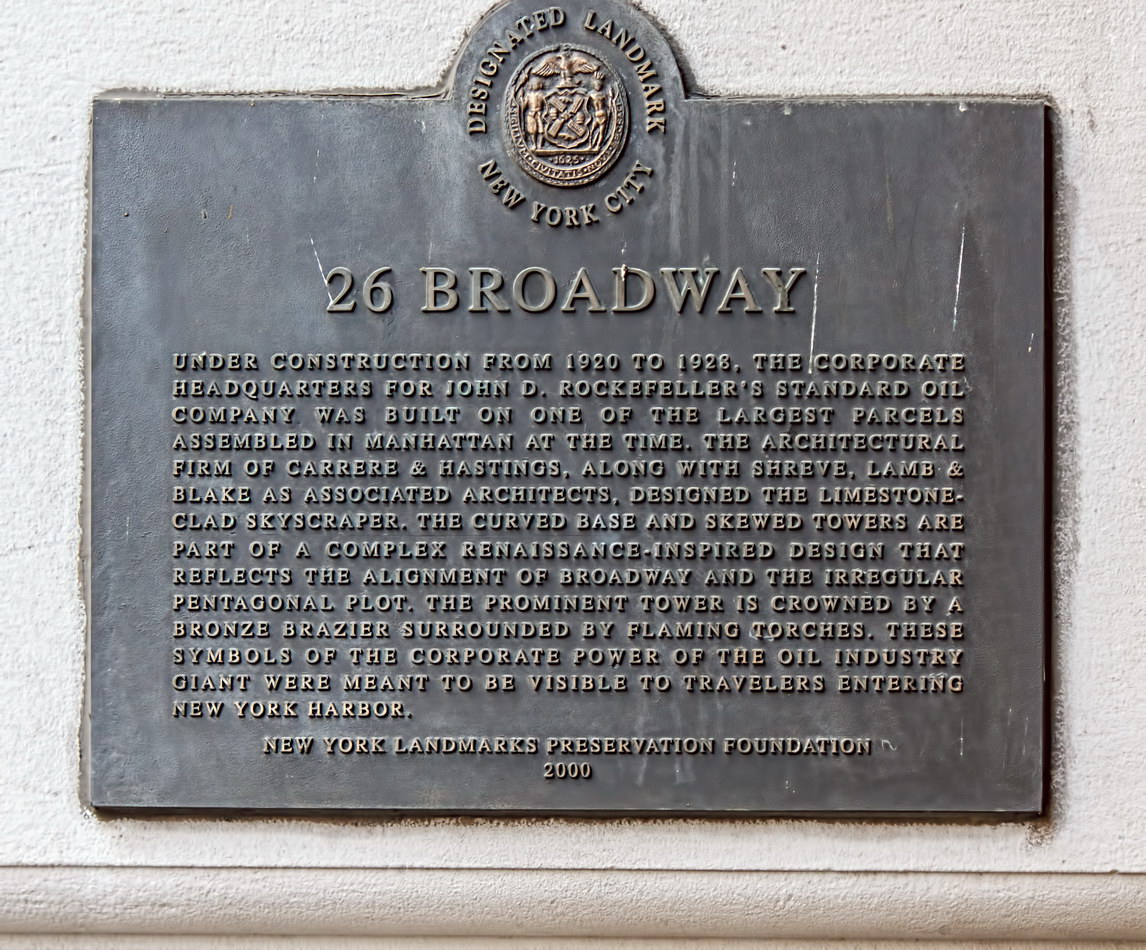 DESIGNATED LANDMARK
NEW YORK CITY
1625
26 BROADWAY
UNDER CONSTRUCTION FROM 1920 TO 1928, THE CORPORATE
HEADQUARTERS FOR JOHN D. ROCKEFELLER'S STANDARD OIL
COMPANY WAS BUILT ON ONE OF THE LARGEST PARCELS
ASSEMBLED IN MANHATTAN AT THE TIME. THE ARCHITECTURAL
FIRM OF CARRERE & HASTINGS, ALONG WITH SHREVE, LAMB &
BLAKE AS ASSOCIATED ARCHITECTS, DESIGNED THE LIMESTONE-
CLAD SKYSCRAPER. THE CURVED BASE AND SKEWED TOWERS ARE
PART OF A COMPLEX RENAISSANCE-INSPIRED DESIGN THAT
REFLECTS THE ALIGNMENT OF BROADWAY AND THE IRREGULAR
PENTAGONAL PLOT. THE PROMINENT TOWER IS CROWNED BY A
BRONZE BRAZIER SURROUNDED BY FLAMING TORCHES. THESE
SYMBOLS OF THE CORPORATE POWER OF THE OIL INDUSTRY
GIANT WERE MEANT TO BE VISIBLE TO TRAVELERS ENTERING
NEW YORK HARBOR.
NEW YORK LANDMARKS PRESERVATION FOUNDATION
2000